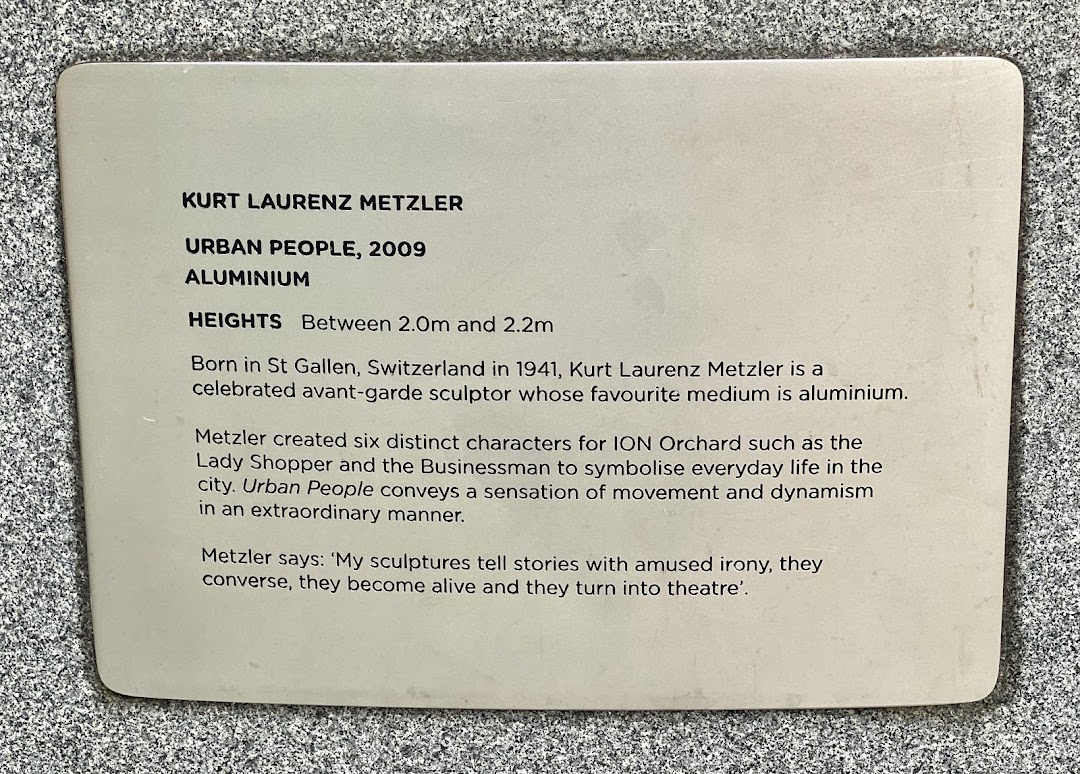 KURT LAURENZ METZLER
URBAN PEOPLE, 2009
ALUMINIUM
HEIGHTS Between 2.0m and 2.2m
Born in St Gallen, Switzerland in 1941, Kurt Laurenz Metzler is a
celebrated avant-garde sculptor whose favourite medium is aluminium.
Metzler created six distinct characters for ION Orchard such as the
Lady Shopper and the Businessman to symbolise everyday life in the
city. Urban People conveys a sensation of movement and dynamism
in an extraordinary manner.
Metzler says: ‘My sculptures tell stories with amused irony, they
converse, they become alive and they turn into theatre’.